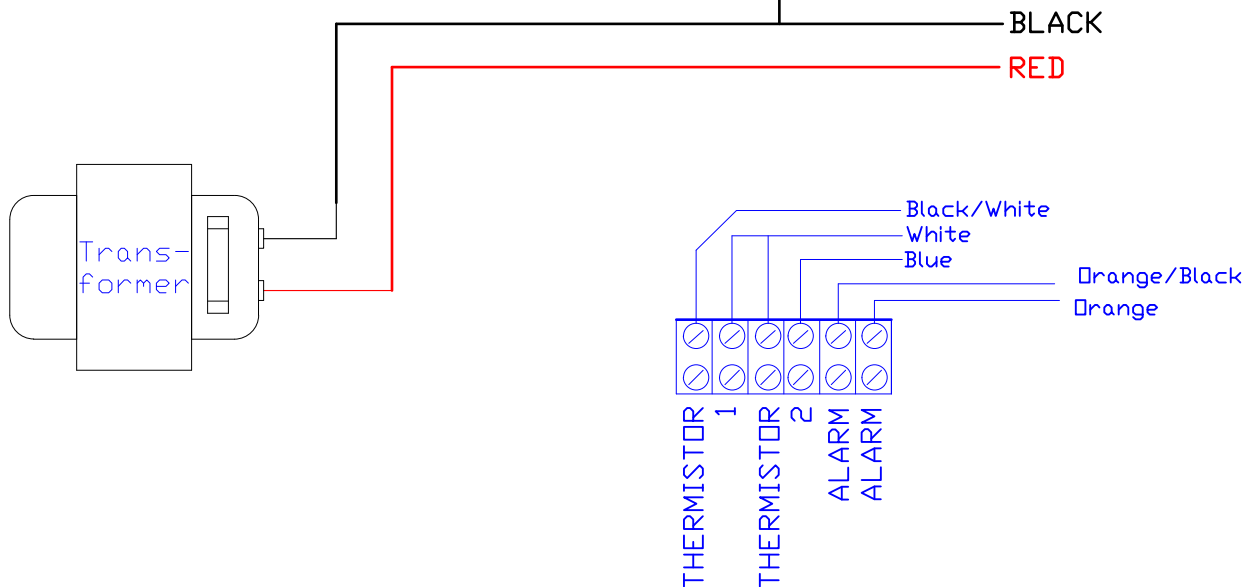 BLACK
RED
Black/White
White
Blue
Orange/Black
Orange
Trans-
former
THERMISTOR
1
THERMISTOR
2
ALARM
ALARM